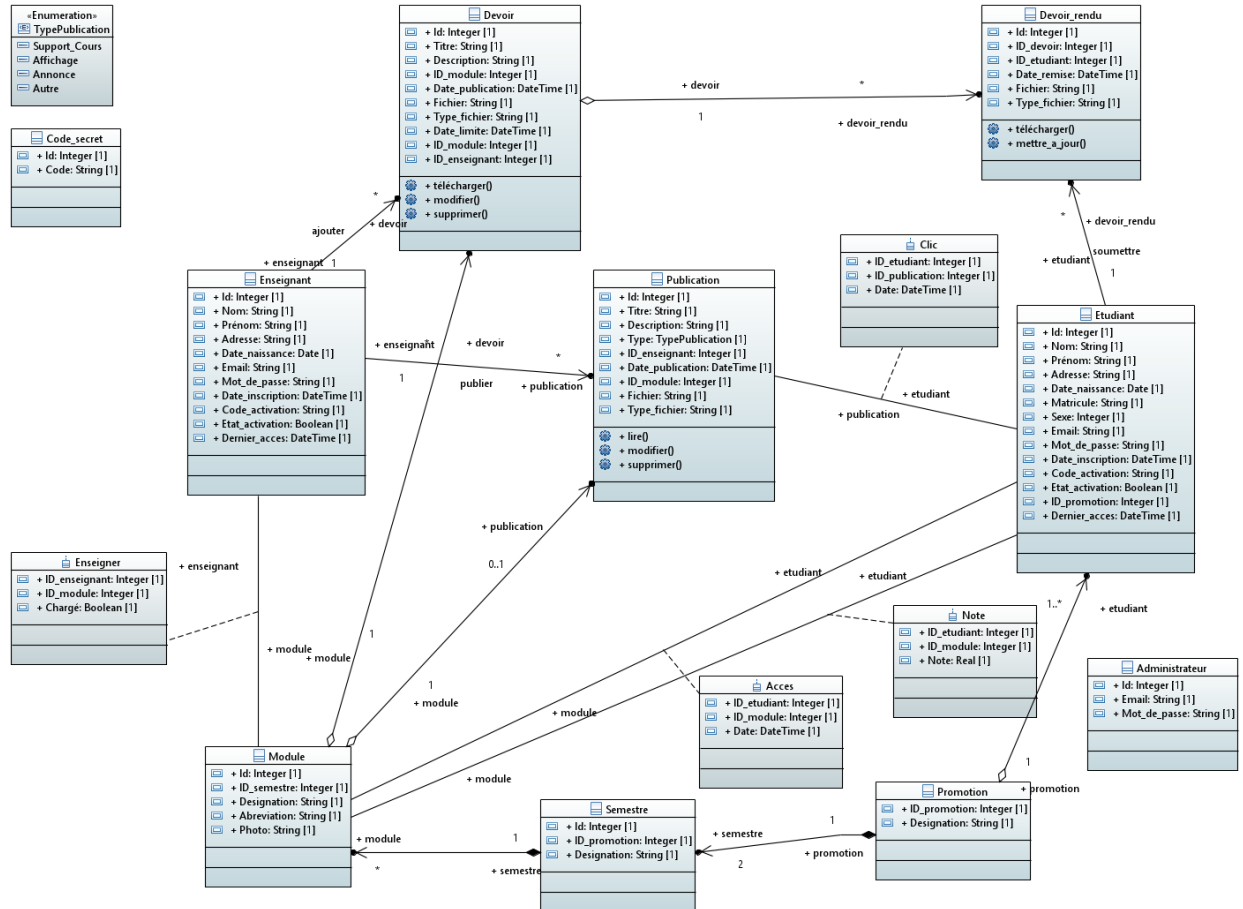 «Enumeration»
TypePublication
Support_Cours
Affichage
Annonce
Autre
Code_secret
+ Id: Integer [1]
+ Code: String [1]
Devoir
+ Id: Integer [1]
+ Titre: String [1]
+ Description: String [1]
+ ID_module: Integer [1]
+ Date_publication: DateTime [1]
+ Fichier: String [1]
+ Type_fichier: String [1]
+ Date_limite: DateTime [1]
+ ID_module: Integer [1]
+ ID_enseignant: Integer [1]
+ télécharger()
+ modifier()
+ supprimer()
+ devoir
*
1
+ devoir_rendu
Devoir_rendu
+ Id: Integer [1]
+ ID_devoir: Integer [1]
+ ID_etudiant: Integer [1]
+ Date_remise: DateTime [1]
+ Fichier: String [1]
+ Type_fichier: String [1]
+ télécharger()
+ mettre_a_jour()
*
+ devoir_rendu
soumettre
+ etudiant
1
*
+ devoir
ajouter
1
+ enseignant
Enseignant
+ Id: Integer [1]
+ Nom: String [1]
+ Prénom: String [1]
+ Adresse: String [1]
+ Date_naissance: Date [1]
+ Email: String [1]
+ Mot_de_passe: String [1]
+ Date_inscription: DateTime [1]
+ Code_activation: String [1]
+ Etat_activation: Boolean [1]
+ Dernier_acces: DateTime [1]
+ enseignant
*
+ devoir
*
1
publier
+ publication
Publication
+ Id: Integer [1]
+ Titre: String [1]
+ Description: String [1]
+ Type: TypePublication [1]
+ ID_enseignant: Integer [1]
+ Date_publication: DateTime [1]
+ ID_module: Integer [1]
+ Fichier: String [1]
+ Type_fichier: String [1]
+ lire()
+ modifier()
+ supprimer()
Clic
+ ID_etudiant: Integer [1]
+ ID_publication: Integer [1]
+ Date: DateTime [1]
+ etudiant
+ publication
Etudiant
+ Id: Integer [1]
+ Nom: String [1]
+ Prénom: String [1]
+ Adresse: String [1]
+ Date_naissance: Date [1]
+ Matricule: String [1]
+ Sexe: Integer [1]
+ Email: String [1]
+ Mot_de_passe: String [1]
+ Date_inscription: DateTime [1]
+ Code_activation: String [1]
+ Etat_activation: Boolean [1]
+ ID_promotion: Integer [1]
+ Dernier_acces: DateTime [1]
+ publication
0..1
Enseigner
+ ID_enseignant: Integer [1]
+ ID_module: Integer [1]
+ Chargé: Boolean [1]
+ enseignant
+ module
1
+ module
1
+ module
+ etudiant
+ etudiant
+ module
+ module
Note
+ ID_etudiant: Integer [1]
+ ID_module: Integer [1]
+ Note: Real [1]
Acces
+ ID_etudiant: Integer [1]
+ ID_module: Integer [1]
+ Date: DateTime [1]
1..*
+ etudiant
Administrateur
+ Id: Integer [1]
+ Email: String [1]
+ Mot_de_passe: String [1]
1
+ promotion
Module
+ Id: Integer [1]
+ ID_semestre: Integer [1]
+ Designation: String [1]
+ Abreviation: String [1]
+ Photo: String [1]
+ module
*
1
+ semestre
Semestre
+ Id: Integer [1]
+ ID_promotion: Integer [1]
+ Designation: String [1]
+ semestre
2
1
+ promotion
Promotion
+ ID_promotion: Integer [1]
+ Designation: String [1]